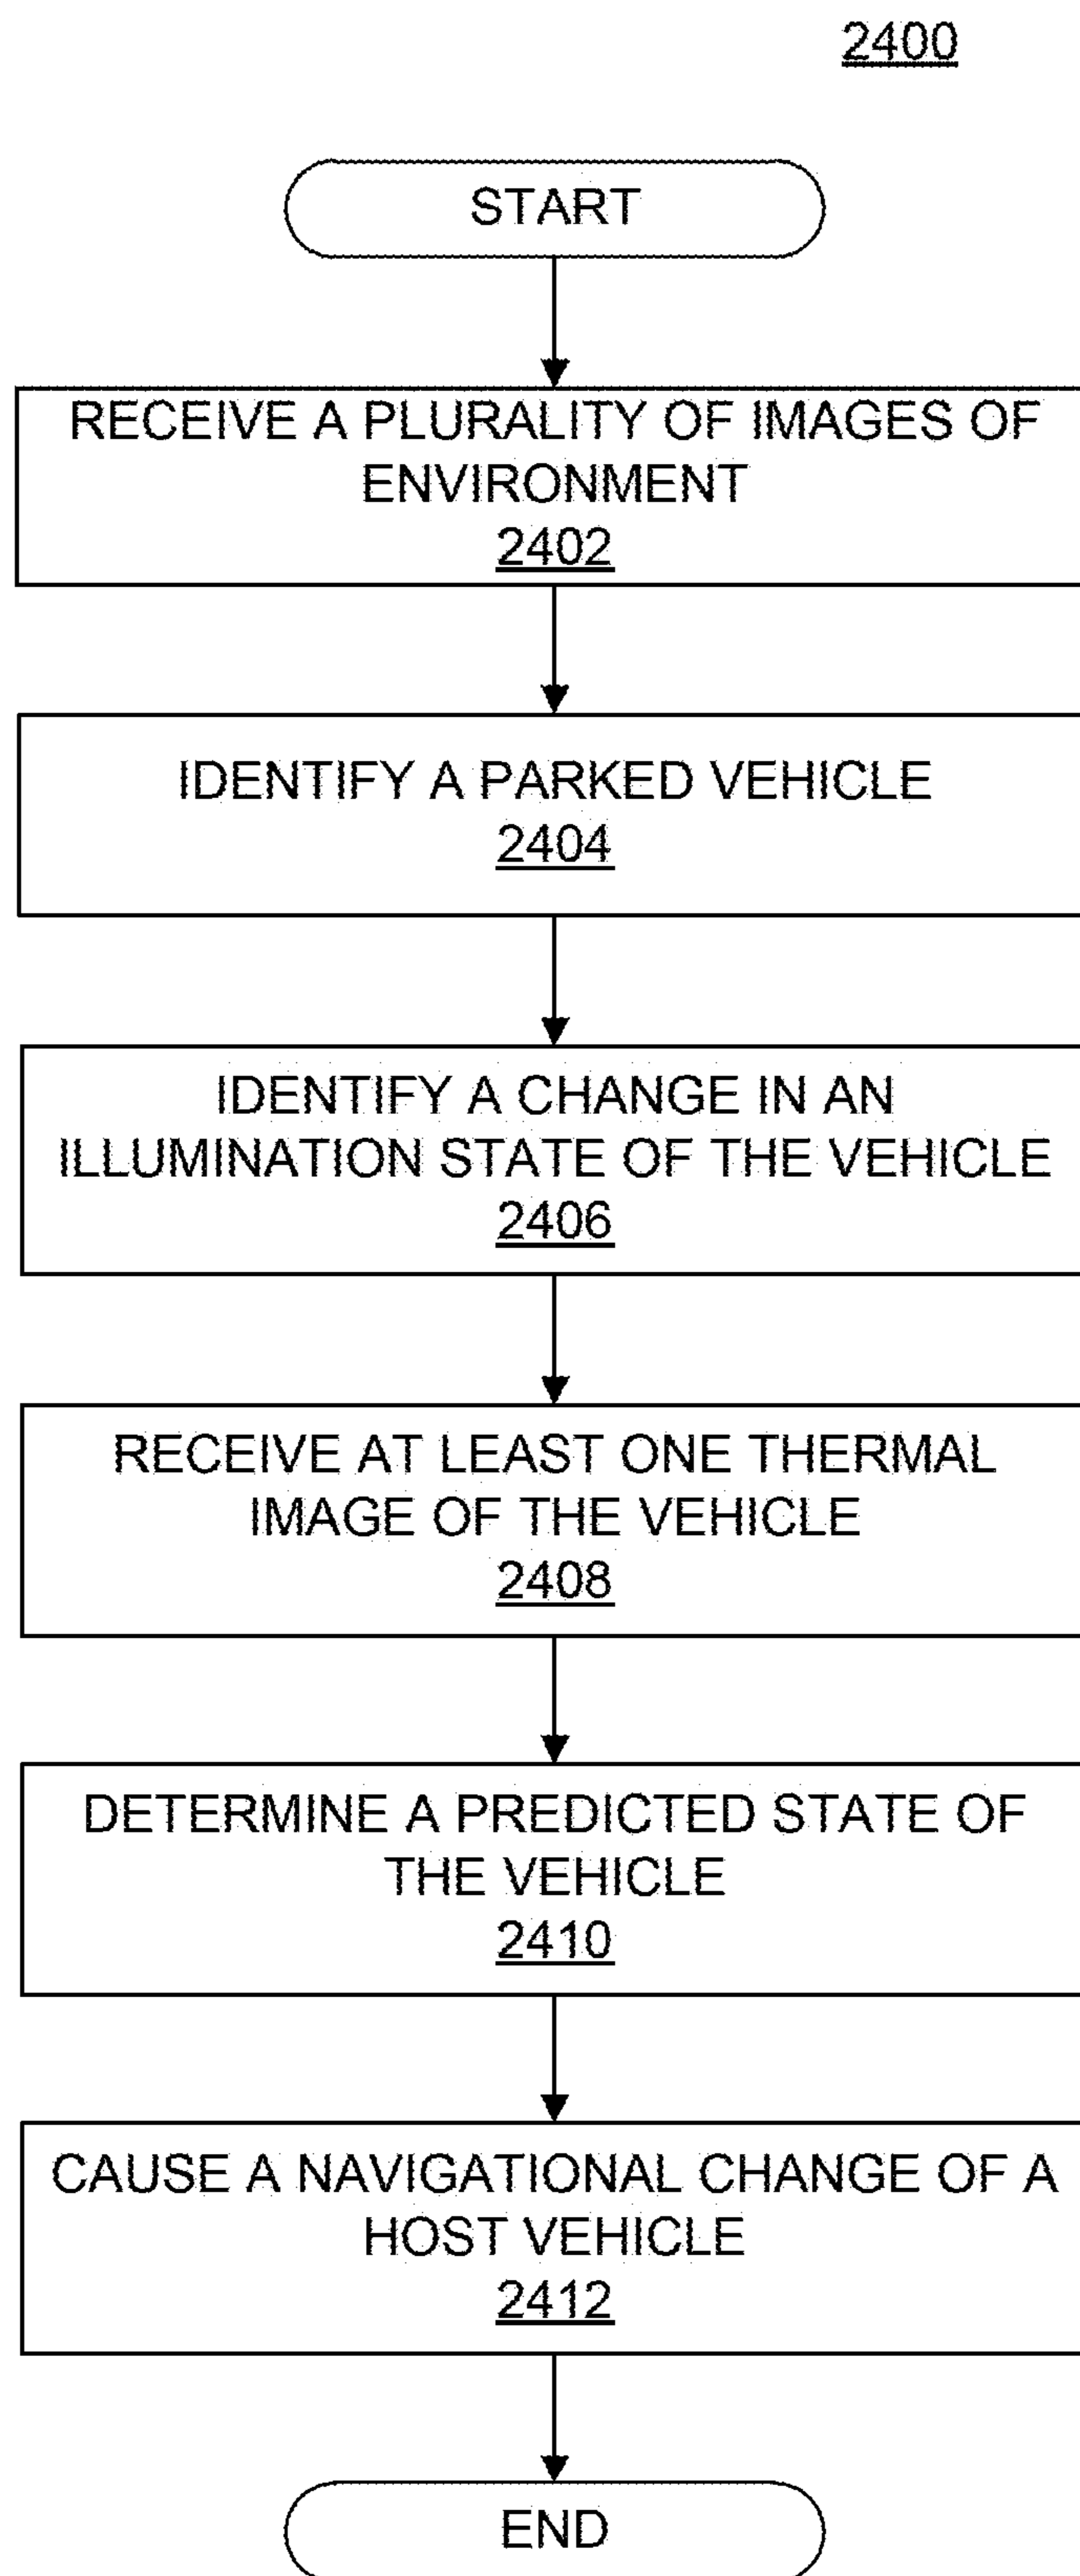 2400
START
RECEIVE A PLURALITY OF IMAGES OF
ENVIRONMENT
2402
IDENTIFY A PARKED VEHICLE
2404
IDENTIFY A CHANGE IN AN
ILLUMINATION STATE OF THE VEHICLE
2406
RECEIVE AT LEAST ONE THERMAL
IMAGE OF THE VEHICLE
2408
DETERMINE A PREDICTED STATE OF
THE VEHICLE
2410
CAUSE A NAVIGATIONAL CHANGE OF A
HOST VEHICLE
2412
END